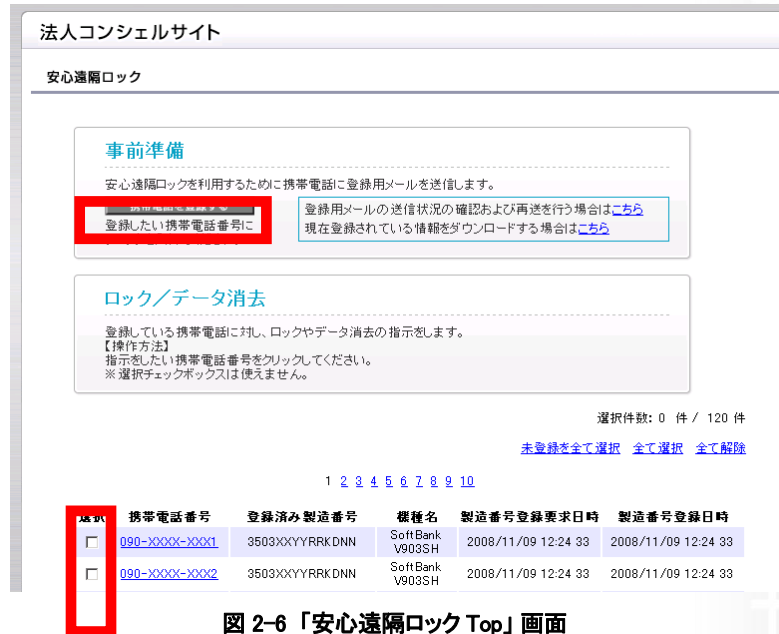 法人コンシェルサイト
安心遠隔ロック
事前準備
安心遠隔ロックを利用するために携帯電話に登録用メールを送信します。
登録したい携帯電話番号に
登録用メールの送信状況の確認および再送を行う場合はこちら
現在登録されている情報をダウンロードする場合はこちら
ロック／データ消去
登録している携帯電話に対し、ロックやデータ消去の指示をします。
【操作方法】
指示をしたい携帯電話番号をクリックしてください。
※選択チェックボックスは使えません。
選択件数: 0 件 / 120 件
未登録を全て選択 全て選択 全て解除
1 2 3 4 5 6 7 8 9 10
選択 携帯電話番号 登録済み製造番号 機種名 製造番号登録要求日時 製造番号登録日時
090-XXXX-XXX1 3503XXYYRRKDNN SoftBank V903SH 2008/11/09 12:24 33 2008/11/09 12:24 33
090-XXXX-XXX2 3503XXYYRRKDNN SoftBank V903SH 2008/11/09 12:24 33 2008/11/09 12:24 33
図 2-6 「安心遠隔ロック Top」画面